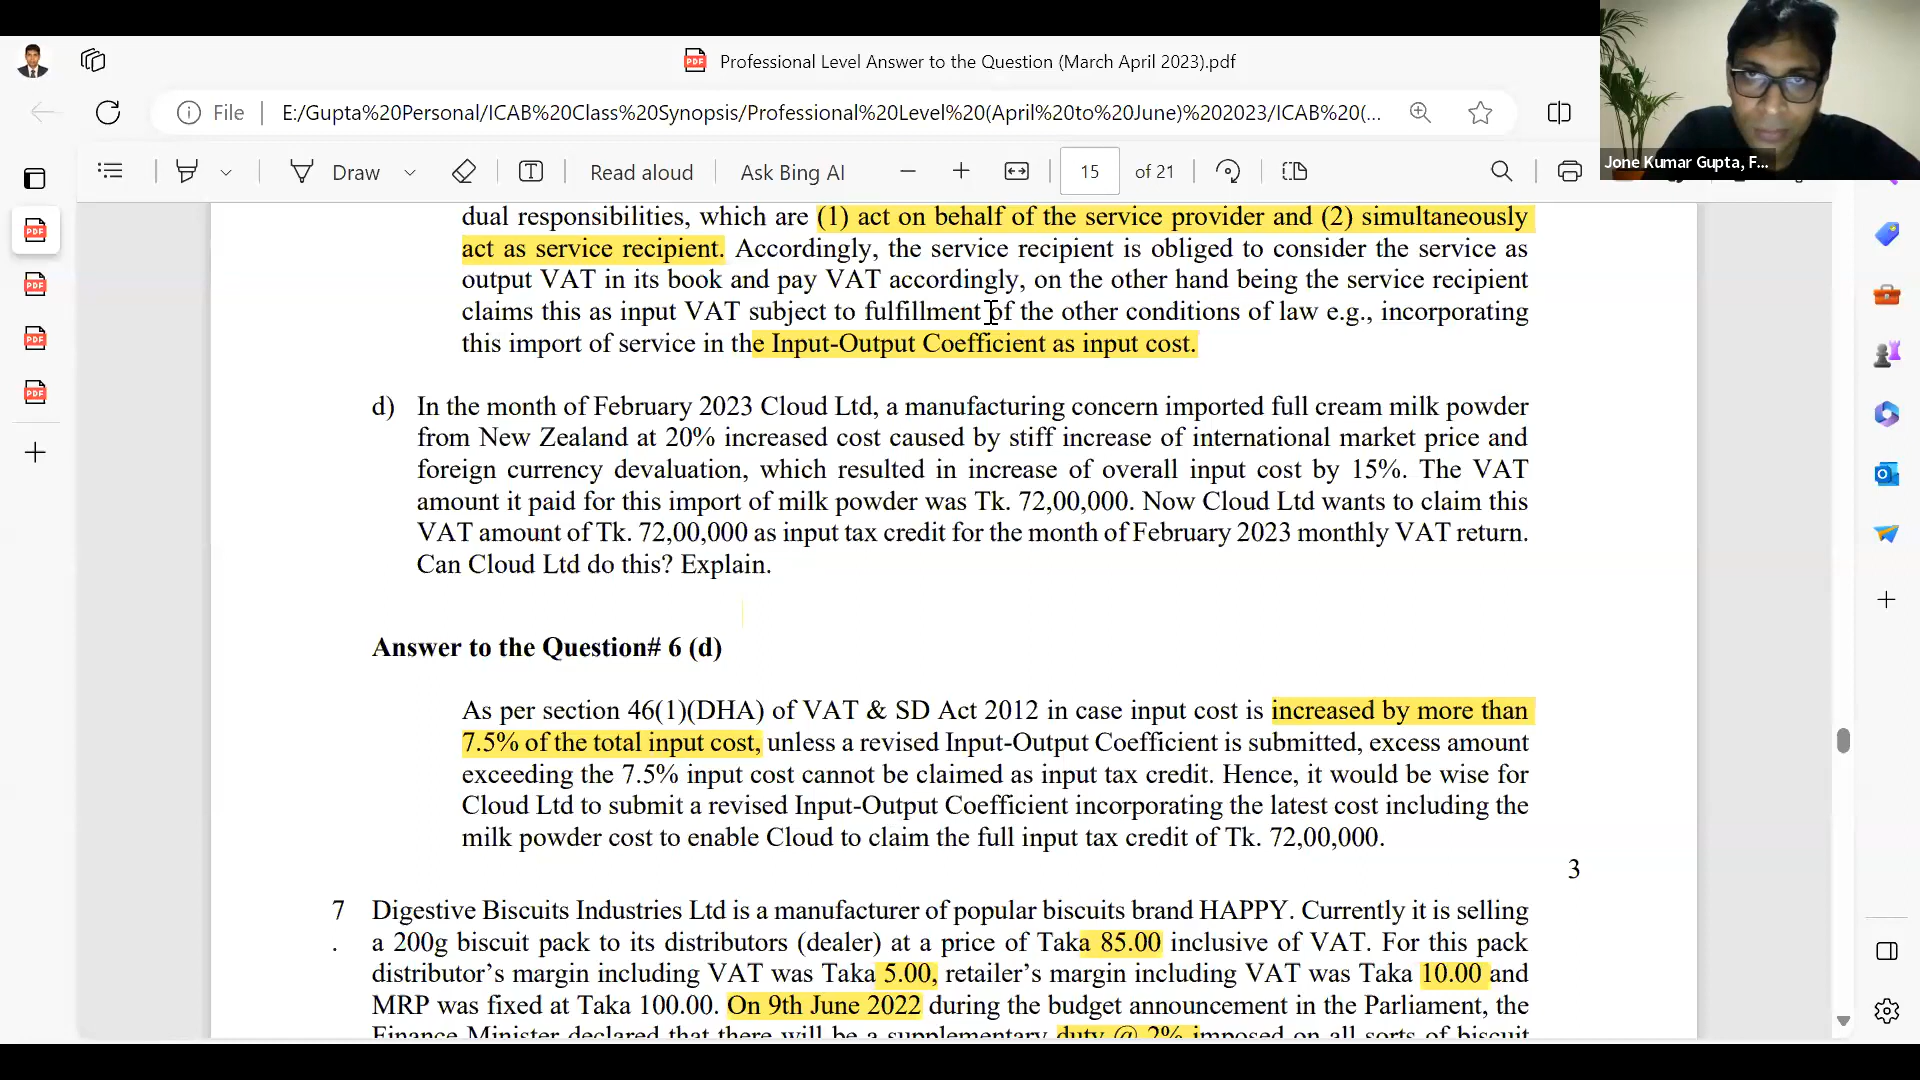 Professional Level Answer to the Question (March April 2023).pdf
File
E:/Gupta%20Personal/ICAB%20Class%20Synopsis/Professional%20Level%20(April%20to%20June)%202023/ICAB%20(...
Jone Kumar Gupta, F...
Draw
Read aloud
Ask Bing AI
15
of 21
dual responsibilities, which are (1) act on behalf of the service provider and (2) simultaneously
act as service recipient. Accordingly, the service recipient is obliged to consider the service as
output VAT in its book and pay VAT accordingly, on the other hand being the service recipient
claims this as input VAT subject to fulfillment of the other conditions of law e.g., incorporating
this import of service in the Input-Output Coefficient as input cost.
d) In the month of February 2023 Cloud Ltd, a manufacturing concern imported full cream milk powder
from New Zealand at 20% increased cost caused by stiff increase of international market price and
foreign currency devaluation, which resulted in increase of overall input cost by 15%. The VAT
amount it paid for this import of milk powder was Tk. 72,00,000. Now Cloud Ltd wants to claim this
VAT amount of Tk. 72,00,000 as input tax credit for the month of February 2023 monthly VAT return.
Can Cloud Ltd do this? Explain.
Answer to the Question# 6 (d)
As per section 46(1)(DHA) of VAT & SD Act 2012 in case input cost is increased by more than
7.5% of the total input cost, unless a revised Input-Output Coefficient is submitted, excess amount
exceeding the 7.5% input cost cannot be claimed as input tax credit. Hence, it would be wise for
Cloud Ltd to submit a revised Input-Output Coefficient incorporating the latest cost including the
milk powder cost to enable Cloud to claim the full input tax credit of Tk. 72,00,000.
3
7 Digestive Biscuits Industries Ltd is a manufacturer of popular biscuits brand HAPPY. Currently it is selling
. a 200g biscuit pack to its distributors (dealer) at a price of Taka 85.00 inclusive of VAT. For this pack
distributor's margin including VAT was Taka 5.00, retailer's margin including VAT was Taka 10.00 and
MRP was fixed at Taka 100.00. On 9th June 2022 during the budget announcement in the Parliament, the
Finance Minister declared that there will be a supplementary duty @ 2% imposed on all sorts of biscuit